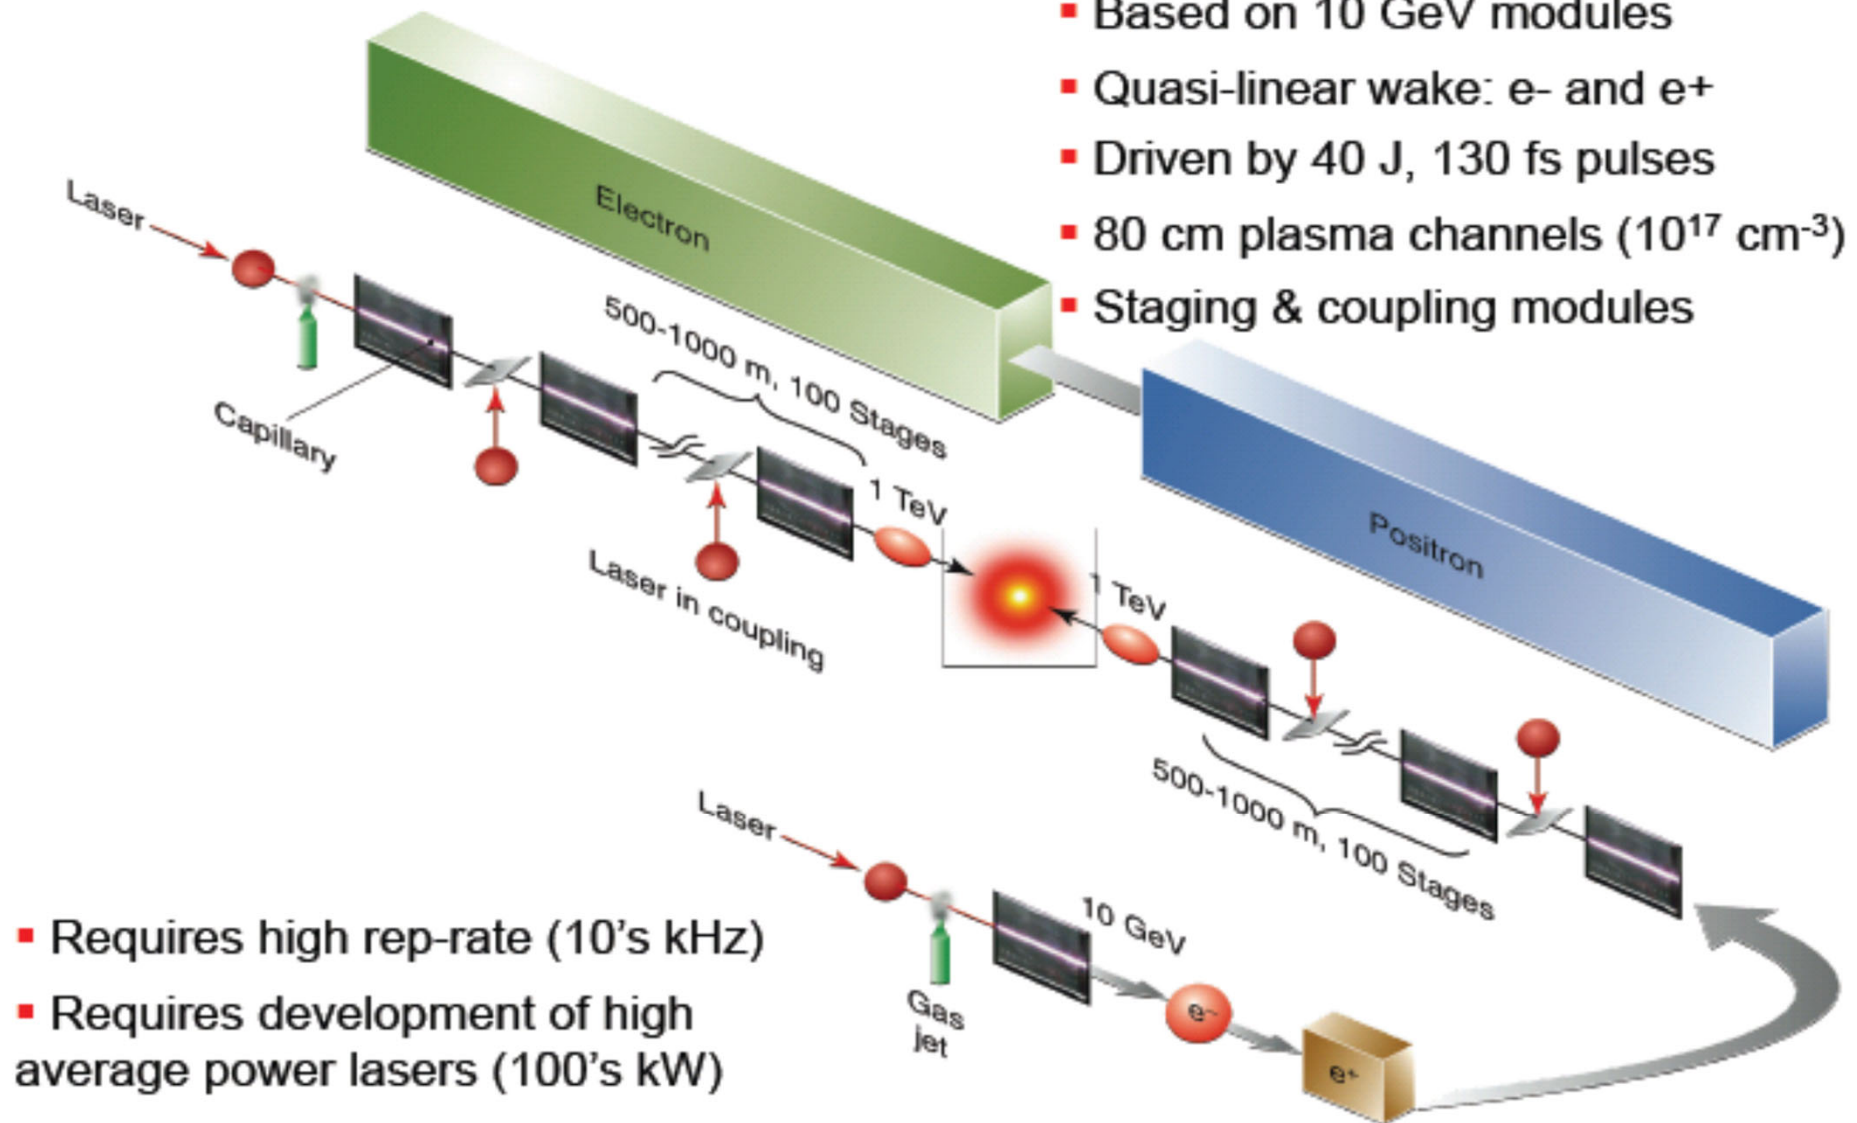 ▪ Based on 10 GeV modules
▪ Quasi-linear wake: e- and e+
▪ Driven by 40 J, 130 fs pulses
▪ 80 cm plasma channels (10¹⁷ cm⁻³)
▪ Staging & coupling modules
Electron
Laser
500-1000 m, 100 Stages
Capillary
1 TeV
Laser in coupling
Positron
1 TeV
500-1000 m, 100 Stages
Laser
10 GeV
Gas
jet
e⁻
e⁺
▪ Requires high rep-rate (10's kHz)
▪ Requires development of high
average power lasers (100's kW)